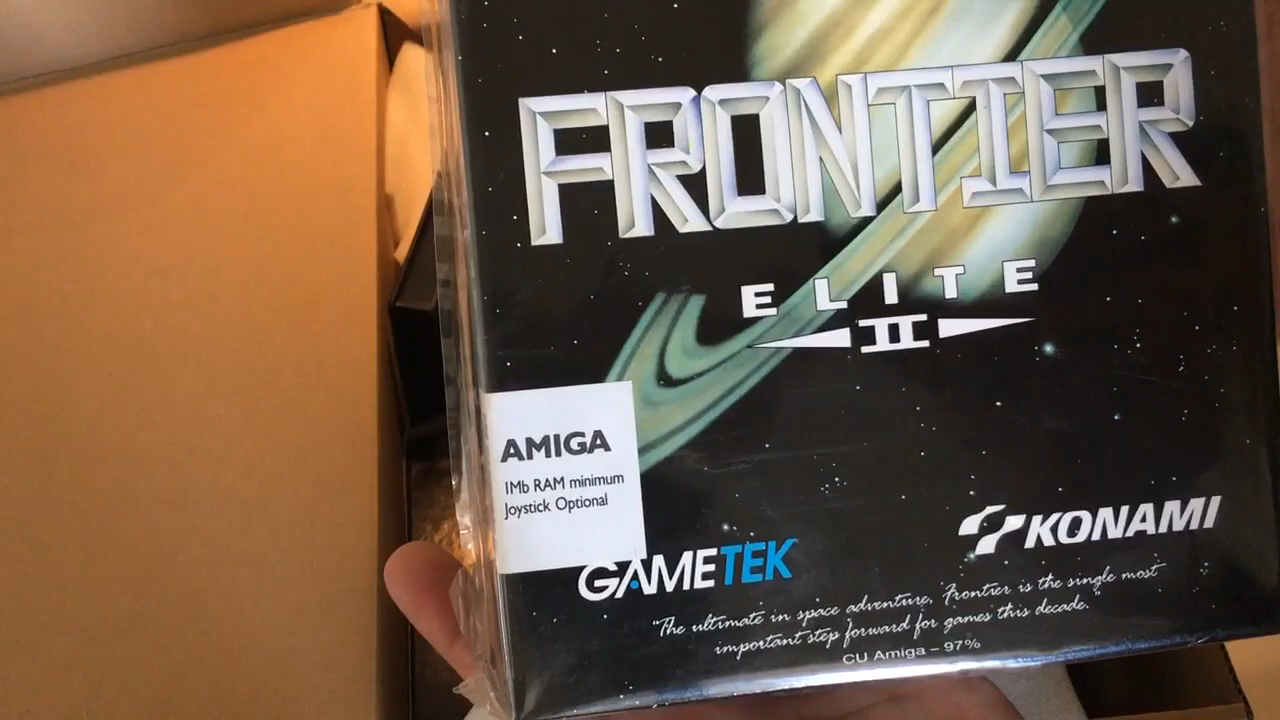 FRONTIER
ELITE
II
AMIGA
1Mb RAM minimum
Joystick Optional
GAMETEK
KONAMI
"The ultimate in space adventure. Frontier is the single most
important step forward for games this decade."
CU Amiga – 97%